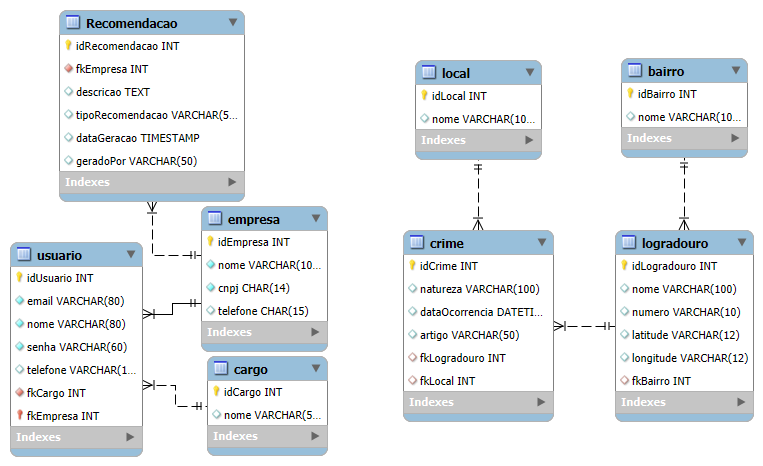 Recomendacao
idRecomendacao INT
fkEmpresa INT
descricao TEXT
tipoRecomendacao VARCHAR(5...
dataGeracao TIMESTAMP
geradoPor VARCHAR(50)
Indexes
empresa
idEmpresa INT
nome VARCHAR(10...
cnpj CHAR(14)
telefone CHAR(15)
Indexes
usuario
idUsuario INT
email VARCHAR(80)
nome VARCHAR(80)
senha VARCHAR(60)
telefone VARCHAR(1...
fkCargo INT
fkEmpresa INT
Indexes
cargo
idCargo INT
nome VARCHAR(5...
Indexes
local
idLocal INT
nome VARCHAR(10...
Indexes
bairro
idBairro INT
nome VARCHAR(10...
Indexes
crime
idCrime INT
natureza VARCHAR(100)
dataOcorrencia DATETI...
artigo VARCHAR(50)
fkLogradouro INT
fkLocal INT
Indexes
logradouro
idLogradouro INT
nome VARCHAR(100)
numero VARCHAR(10)
latitude VARCHAR(12)
longitude VARCHAR(12)
fkBairro INT
Indexes